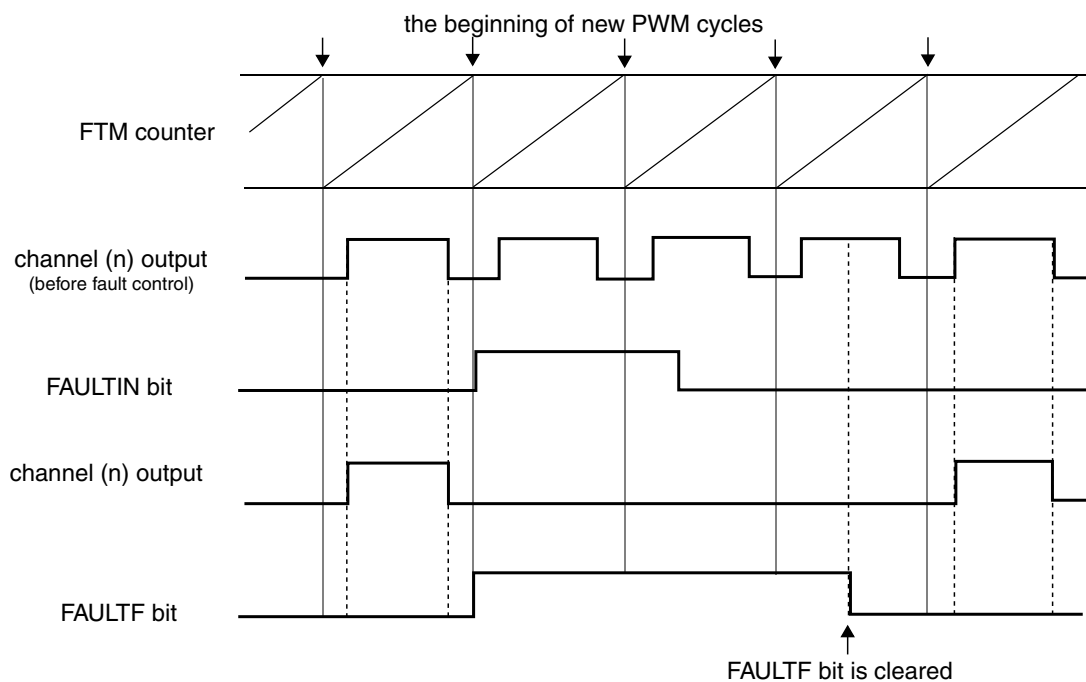 the beginning of new PWM cycles
FTM counter
channel (n) output
(before fault control)
FAULTIN bit
channel (n) output
FAULTF bit
FAULTF bit is cleared